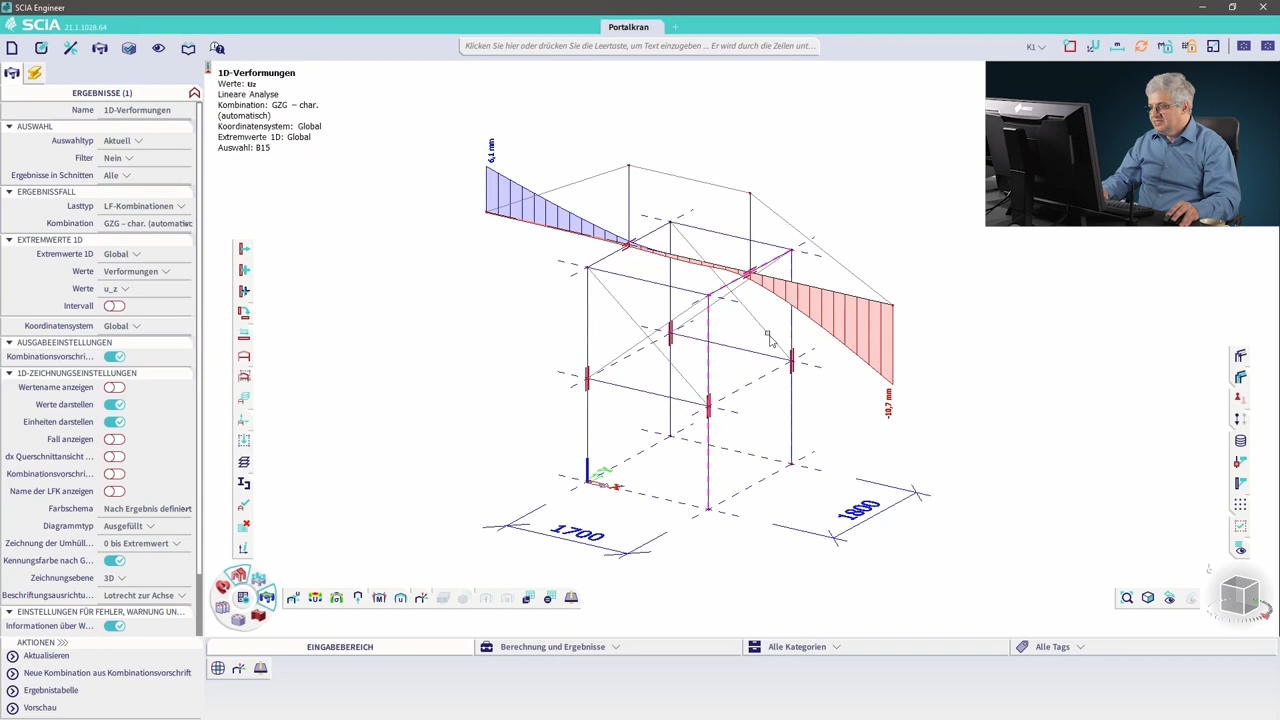 SCIA Engineer
SCIA 21.1.1028.64
Portalkran
Klicken Sie hier oder drücken Sie die Leertaste, um Text einzugeben ... Er wird durch die Zeilen unt...
K1
ERGEBNISSE (1)
Name 1D-Verformungen
AUSWAHL
Auswahltyp Aktuell
Filter Nein
Ergebnisse in Schnitten Alle
ERGEBNISFALL
Lasttyp LF-Kombinationen
Kombination GZG – char. (automatisc
EXTREMWERTE 1D
Extremwerte 1D Global
Werte Verformungen
Werte u_z
Intervall
Koordinatensystem Global
AUSGABEEINSTELLUNGEN
Kombinationsvorschri...
1D-ZEICHNUNGSEINSTELLUNGEN
Wertename anzeigen
Werte darstellen
Einheiten darstellen
Fall anzeigen
dx Querschnittansicht ...
Kombinationsvorschri...
Name der LFK anzeigen
Farbschema Nach Ergebnis definiert
Diagrammtyp Ausgefüllt
Zeichnung der Umhüll... 0 bis Extremwert
Kennungsfarbe nach G...
Zeichnungsebene 3D
Beschriftungsausrichtu... Lotrecht zur Achse
EINSTELLUNGEN FÜR FEHLER, WARNUNG UN...
Informationen über W...
AKTIONEN >>>
Aktualisieren
Neue Kombination aus Kombinationsvorschrift
Ergebnistabelle
Vorschau
1D-Verformungen
Werte: uz
Lineare Analyse
Kombination: GZG – char.
(automatisch)
Koordinatensystem: Global
Extremwerte 1D: Global
Auswahl: B15
6,1 mm
-10,7 mm
1700
1800
EINGABEBEREICH
Berechnung und Ergebnisse
Alle Kategorien
Alle Tags